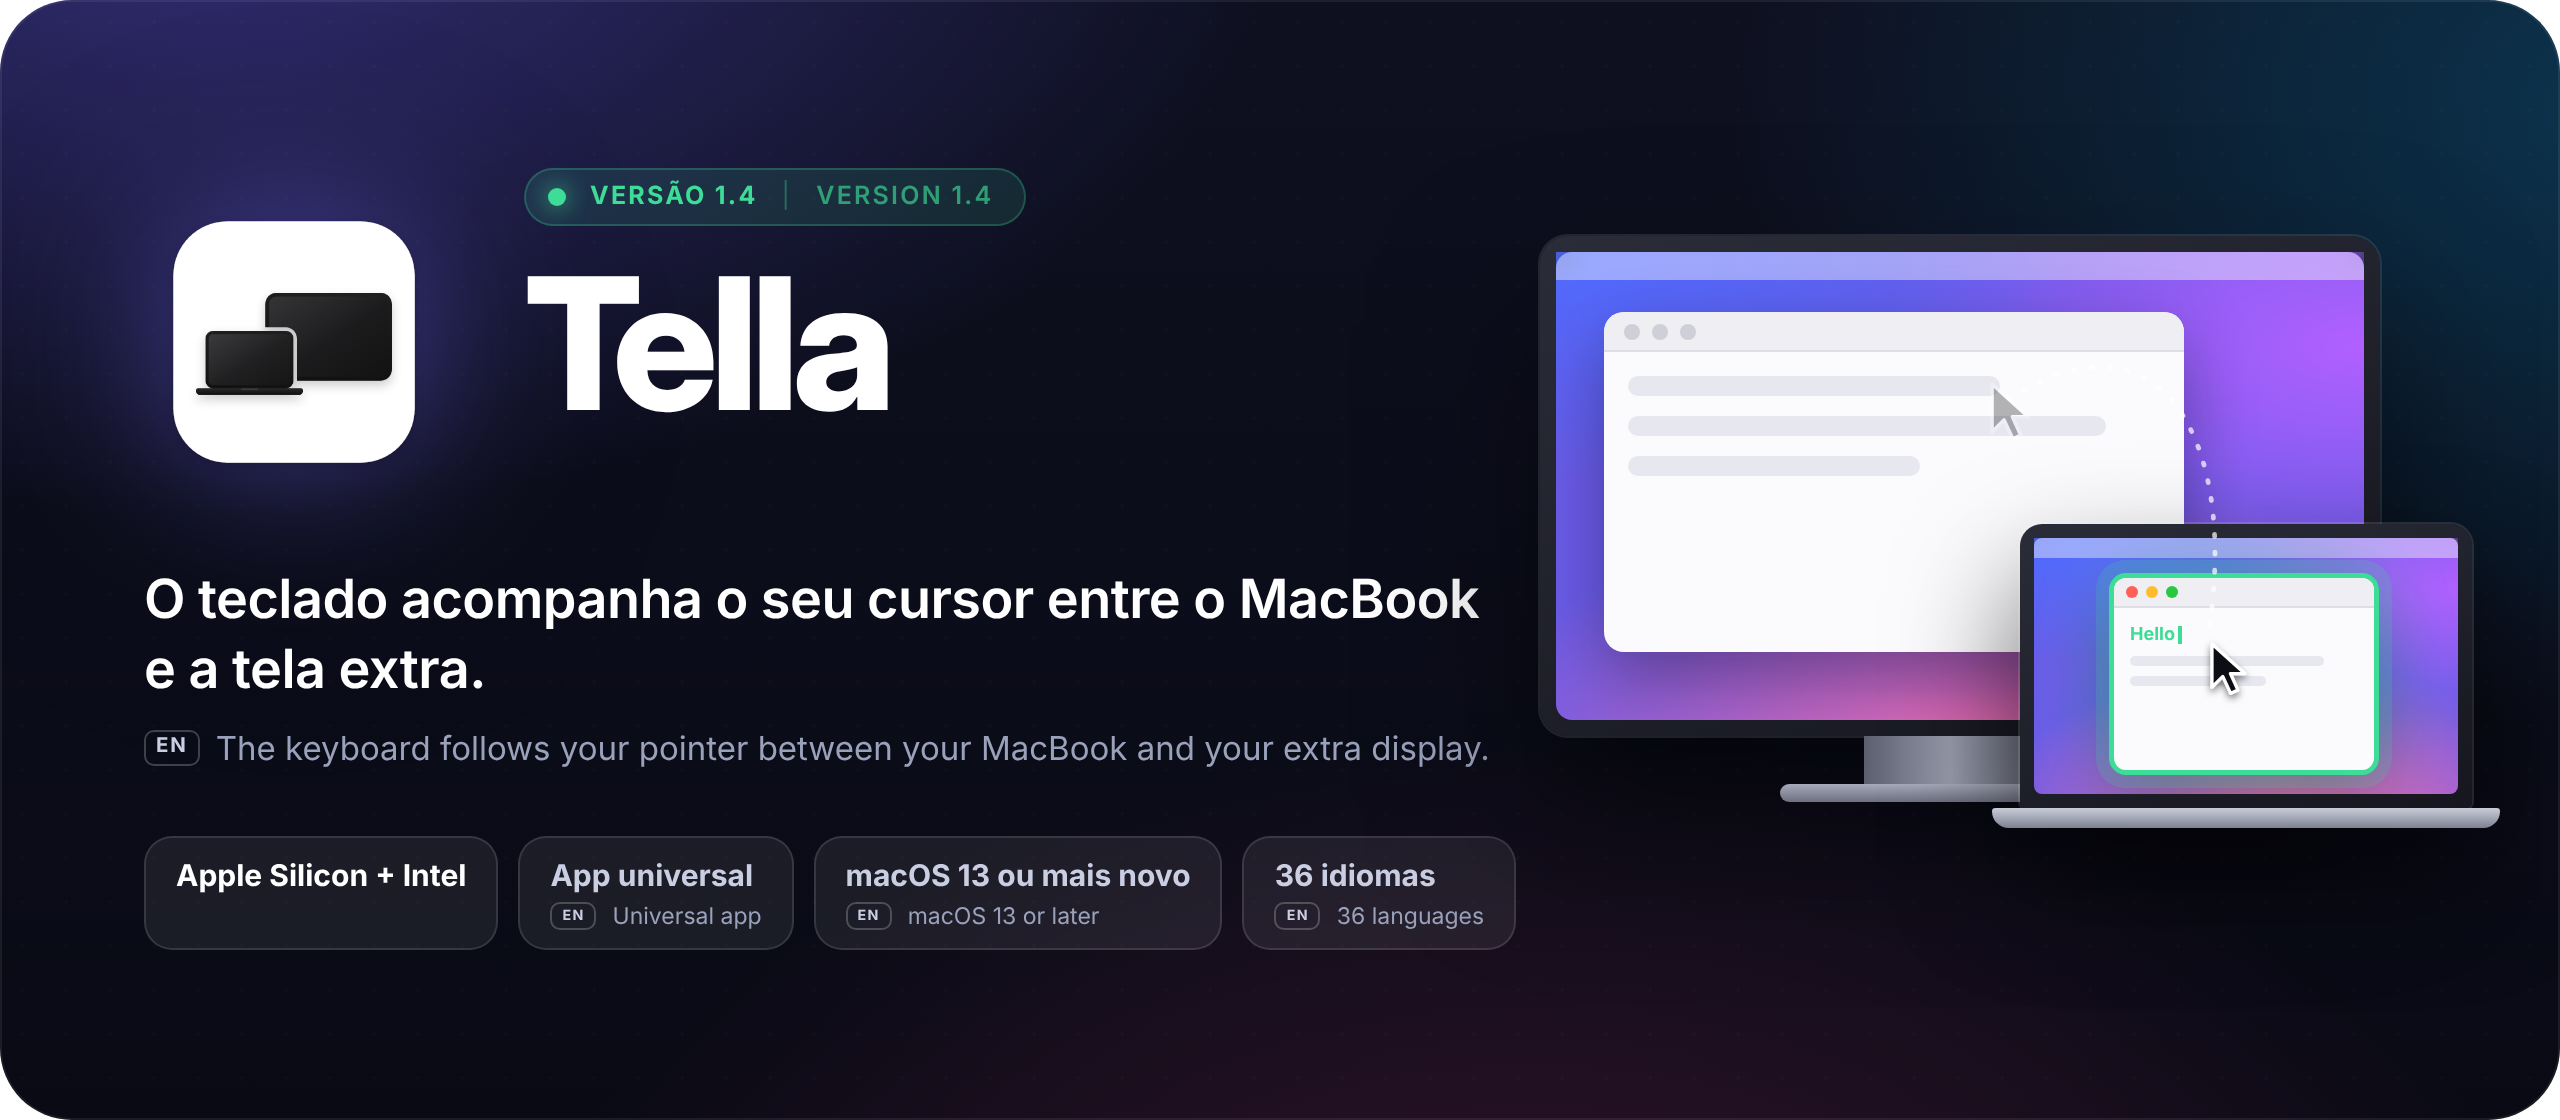 VERSÃO 1.4 | VERSION 1.4
Tella
O teclado acompanha o seu cursor entre o MacBook
e a tela extra.
EN The keyboard follows your pointer between your MacBook and your extra display.
Apple Silicon + Intel
App universal
EN Universal app
macOS 13 ou mais novo
EN macOS 13 or later
36 idiomas
EN 36 languages
Hello